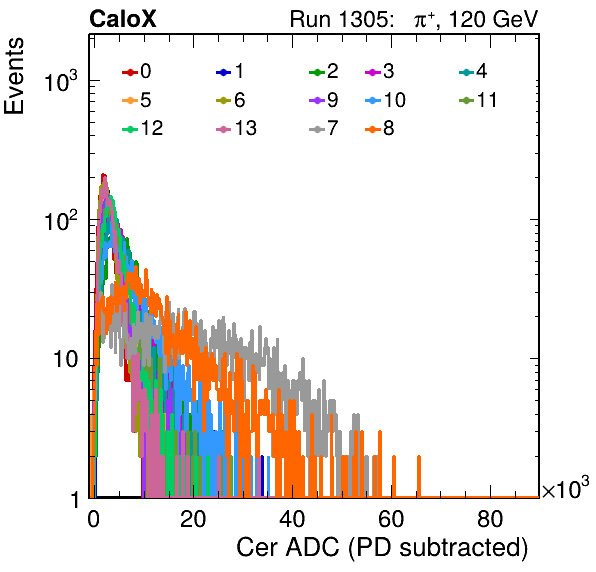 CaloX Run 1305: π⁺, 120 GeV
Events
10³
10²
10
1
0 1 2 3 4
5 6 9 10 11
12 13 7 8
0 20 40 60 80
×10³
Cer ADC (PD subtracted)